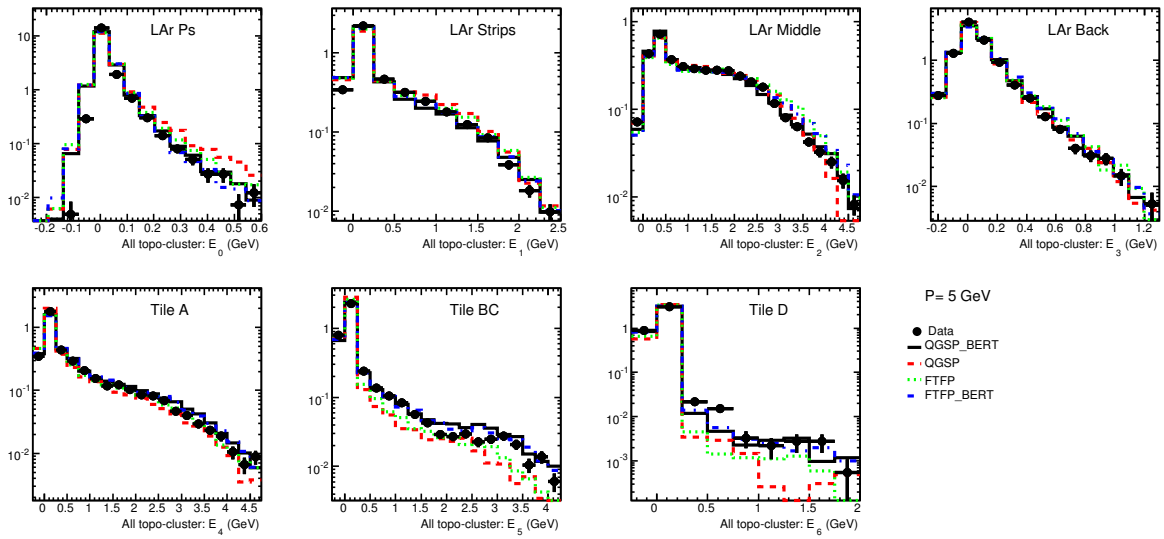 LAr Ps
10
1
10⁻¹
10⁻²
-0.2 -0.1 0 0.1 0.2 0.3 0.4 0.5 0.6
All topo-cluster: E_0 (GeV)
LAr Strips
1
10⁻¹
10⁻²
0 0.5 1 1.5 2 2.5
All topo-cluster: E_1 (GeV)
LAr Middle
1
10⁻¹
10⁻²
0 0.5 1 1.5 2 2.5 3 3.5 4 4.5
All topo-cluster: E_2 (GeV)
LAr Back
1
10⁻¹
10⁻²
-0.2 0 0.2 0.4 0.6 0.8 1 1.2
All topo-cluster: E_3 (GeV)
Tile A
1
10⁻¹
10⁻²
0 0.5 1 1.5 2 2.5 3 3.5 4 4.5
All topo-cluster: E_4 (GeV)
Tile BC
1
10⁻¹
10⁻²
0 0.5 1 1.5 2 2.5 3 3.5 4
All topo-cluster: E_5 (GeV)
Tile D
1
10⁻¹
10⁻²
10⁻³
0 0.5 1 1.5 2
All topo-cluster: E_6 (GeV)
P= 5 GeV
Data
QGSP_BERT
QGSP
FTFP
FTFP_BERT